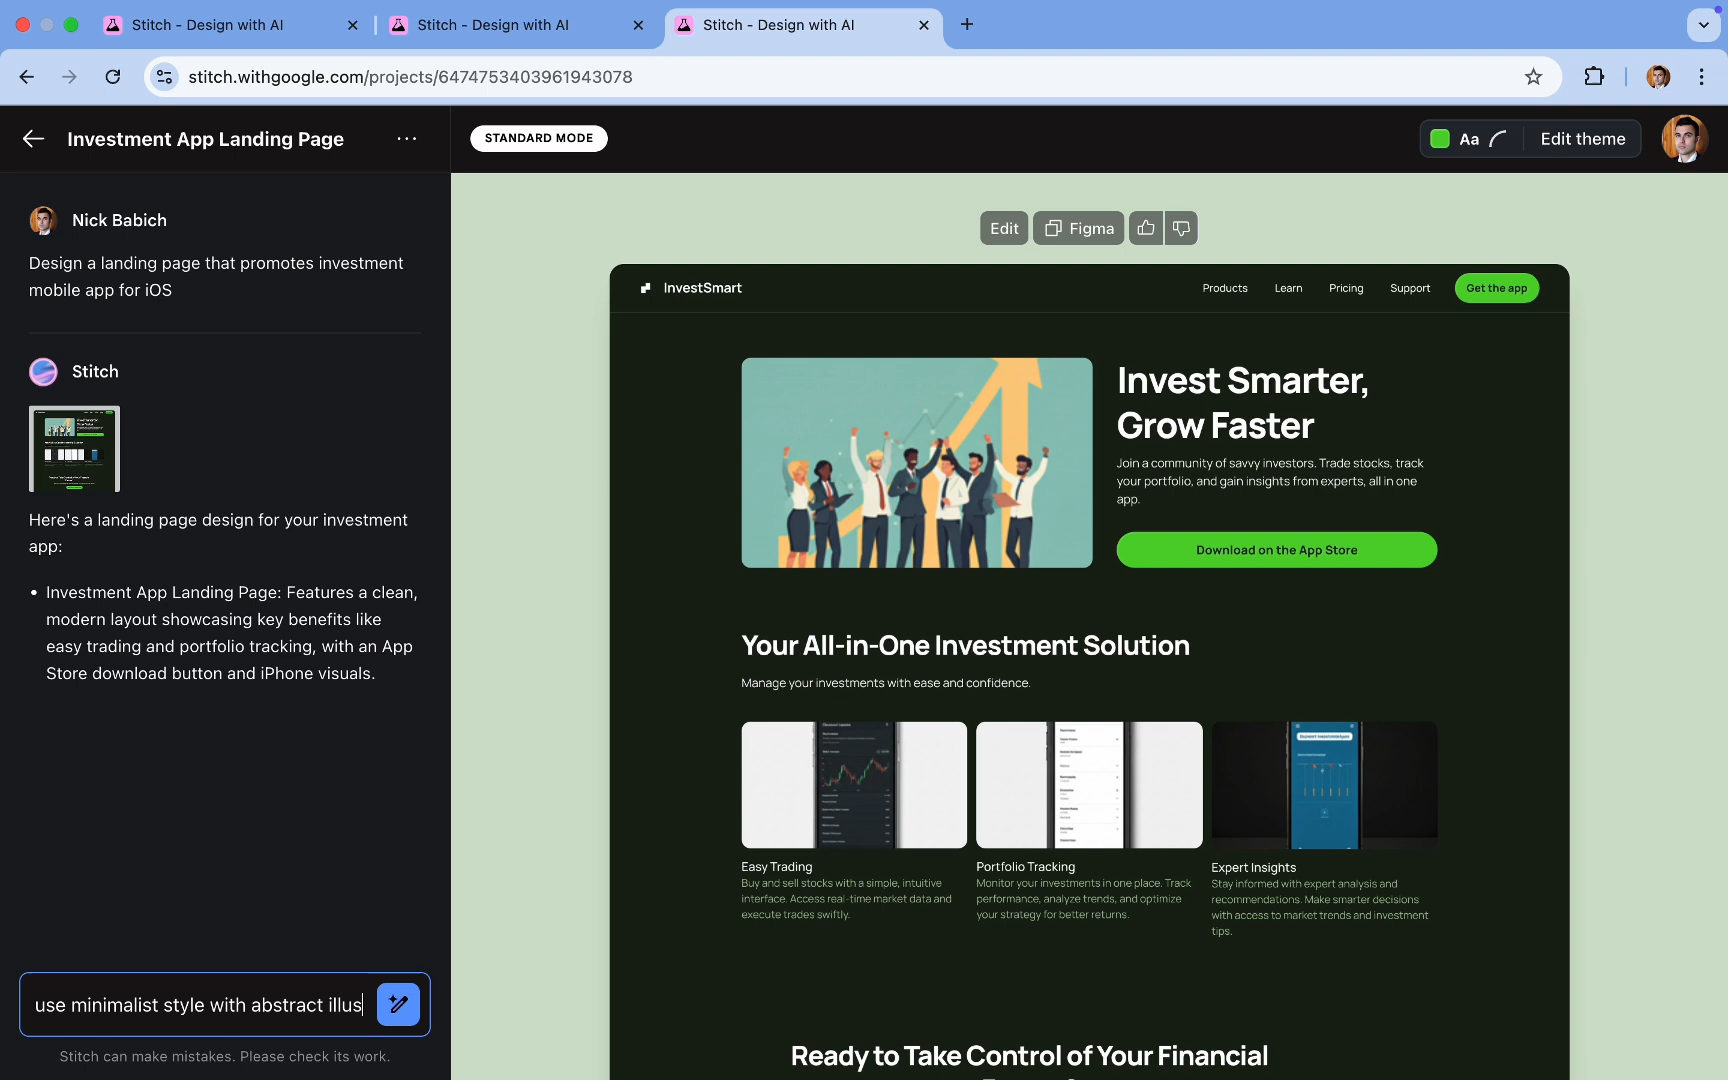 Stitch - Design with AI
Stitch - Design with AI
Stitch - Design with AI
stitch.withgoogle.com/projects/6474753403961943078
Investment App Landing Page
STANDARD MODE
Aa
Edit theme
Nick Babich
Design a landing page that promotes investment
mobile app for iOS
Stitch
Here's a landing page design for your investment
app:
• Investment App Landing Page: Features a clean,
modern layout showcasing key benefits like
easy trading and portfolio tracking, with an App
Store download button and iPhone visuals.
use minimalist style with abstract illus
Stitch can make mistakes. Please check its work.
Edit
Figma
InvestSmart
Products
Learn
Pricing
Support
Get the app
Invest Smarter,
Grow Faster
Join a community of savvy investors. Trade stocks, track
your portfolio, and gain insights from experts, all in one
app.
Download on the App Store
Your All-in-One Investment Solution
Manage your investments with ease and confidence.
Easy Trading
Buy and sell stocks with a simple, intuitive
interface. Access real-time market data and
execute trades swiftly.
Portfolio Tracking
Monitor your investments in one place. Track
performance, analyze trends, and optimize
your strategy for better returns.
Expert Insights
Stay informed with expert analysis and
recommendations. Make smarter decisions
with access to market trends and investment
tips.
Ready to Take Control of Your Financial